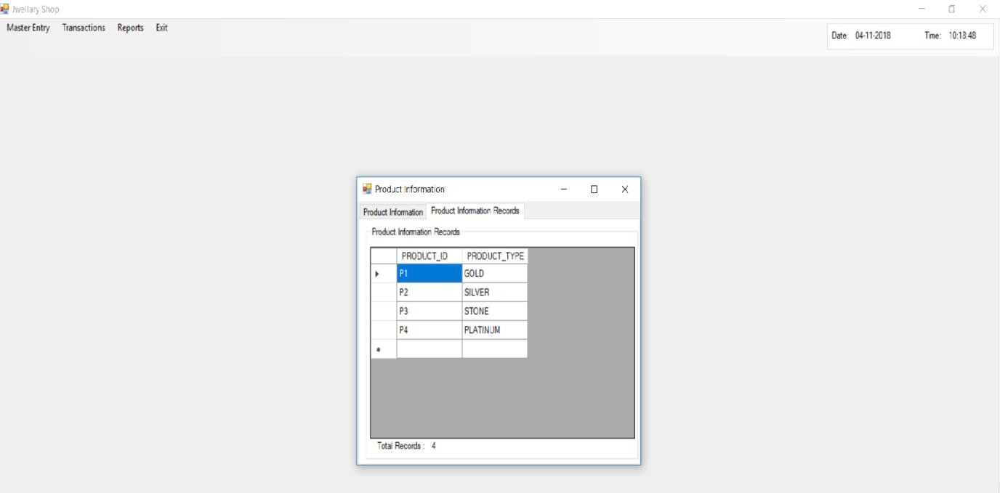 Jwellary Shop
Master Entry Transactions Reports Exit
Date: 04-11-2018 Time: 10:18:48
Product Information
Product Information Product Information Records
Product Information Records
PRODUCT_ID PRODUCT_TYPE
P1 GOLD
P2 SILVER
P3 STONE
P4 PLATINUM
*
Total Records : 4